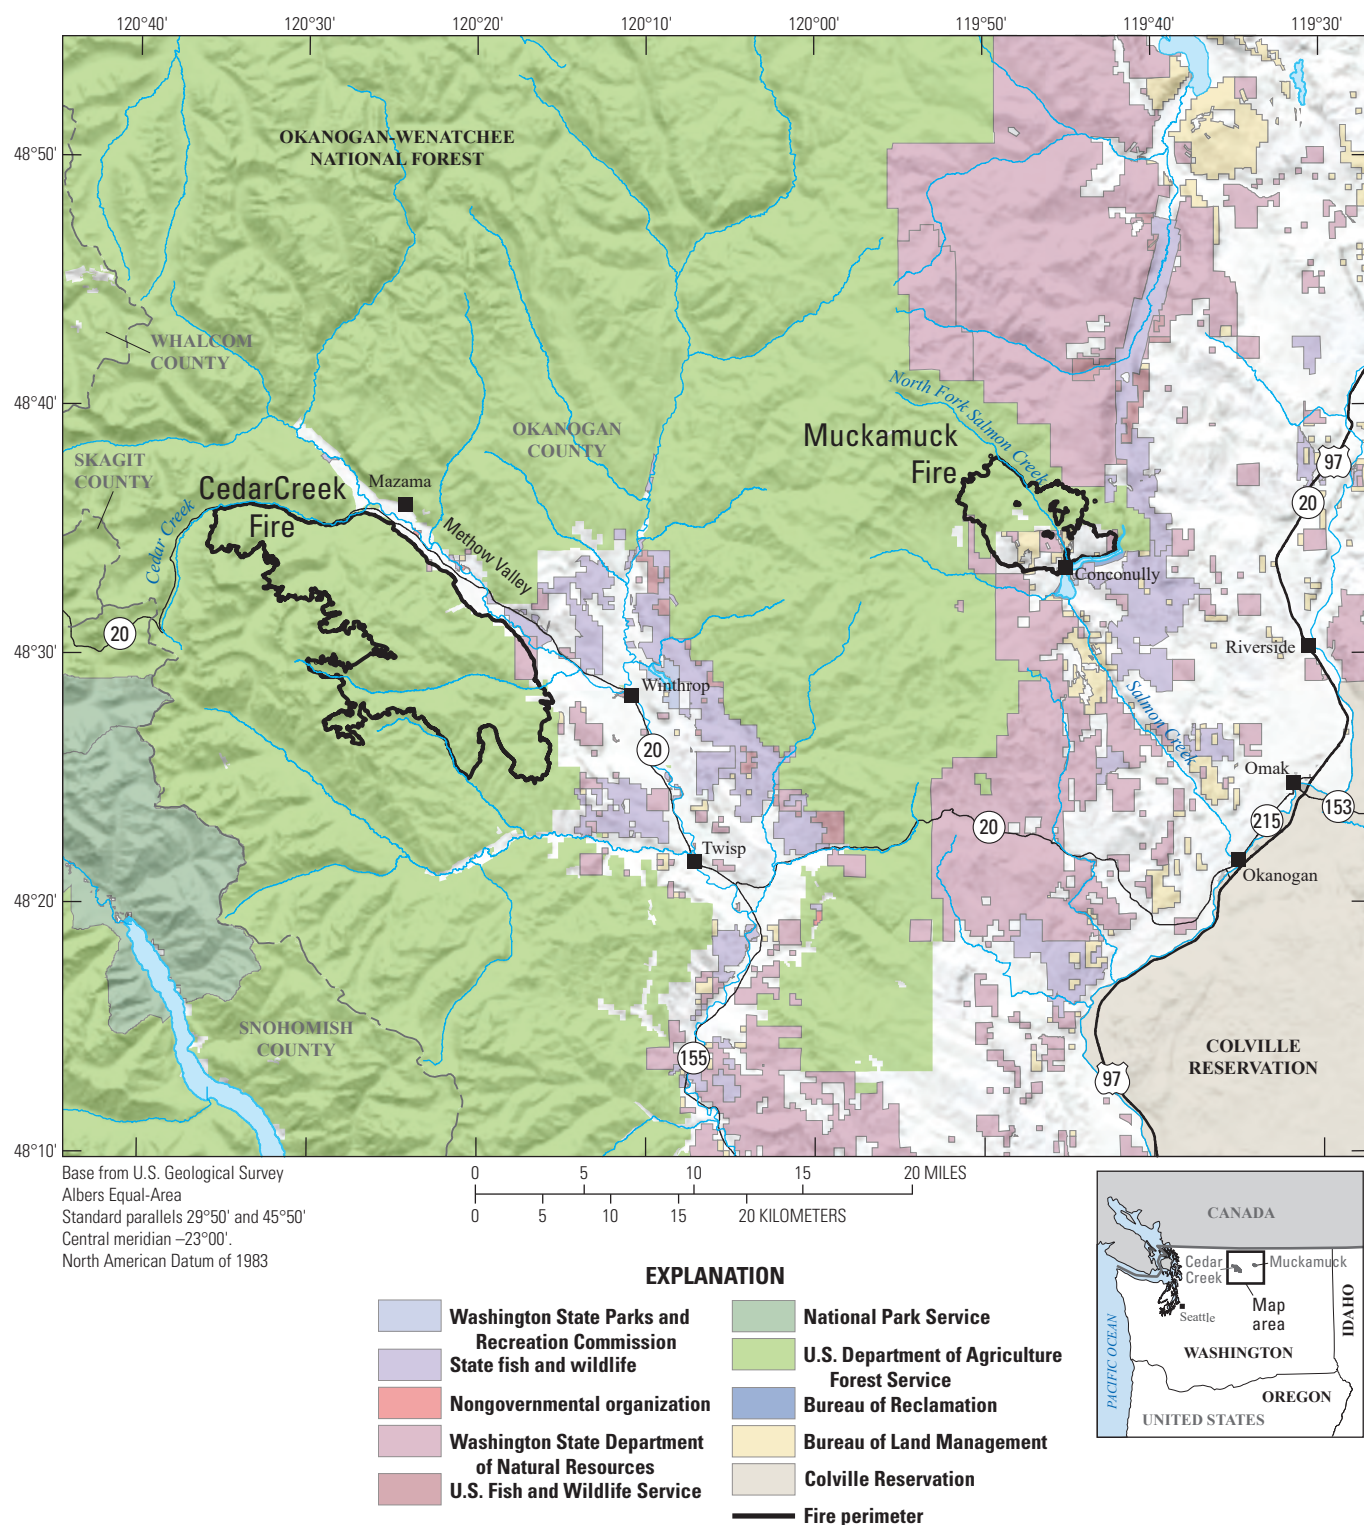 120°40' 120°30' 120°20' 120°10' 120°00' 119°50' 119°40' 119°30'
48°50'
48°40'
48°30'
48°20'
48°10'
OKANOGAN-WENATCHEE
NATIONAL FOREST
WHALCOM
COUNTY
SKAGIT
COUNTY
OKANOGAN
COUNTY
North Fork Salmon Creek
Muckamuck
Fire
97
20
CedarCreek
Fire
Mazama
Cedar Creek
Methow Valley
Conconully
20
Riverside
Winthrop
Salmon Creek
20
Omak
153
215
20
Twisp
Okanogan
SNOHOMISH
COUNTY
155
97
COLVILLE
RESERVATION
Base from U.S. Geological Survey
Albers Equal-Area
Standard parallels 29°50' and 45°50'
Central meridian –23°00'.
North American Datum of 1983
0 5 10 15 20 MILES
0 5 10 15 20 KILOMETERS
CANADA
Cedar
Creek
Muckamuck
Map
area
Seattle
WASHINGTON
IDAHO
PACIFIC OCEAN
OREGON
UNITED STATES
EXPLANATION
Washington State Parks and
Recreation Commission
State fish and wildlife
Nongovernmental organization
Washington State Department
of Natural Resources
U.S. Fish and Wildlife Service
National Park Service
U.S. Department of Agriculture
Forest Service
Bureau of Reclamation
Bureau of Land Management
Colville Reservation
Fire perimeter